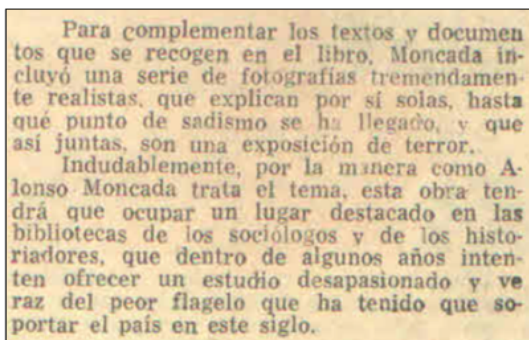 Para complementar los textos y documen
tos que se recogen en el libro, Moncada in-
cluyó una serie de fotografías tremendamen-
te realistas, que explican por sí solas, hasta
qué punto de sadismo se ha llegado, y que
así juntas, son una exposición de terror.
Indudablemente, por la manera como A-
lonso Moncada trata el tema, esta obra ten-
drá que ocupar un lugar destacado en las
bibliotecas de los sociólogos y de los histo-
riadores, que dentro de algunos años inten-
ten ofrecer un estudio desapasionado y ve
raz del peor flagelo que ha tenido que so-
portar el país en este siglo.